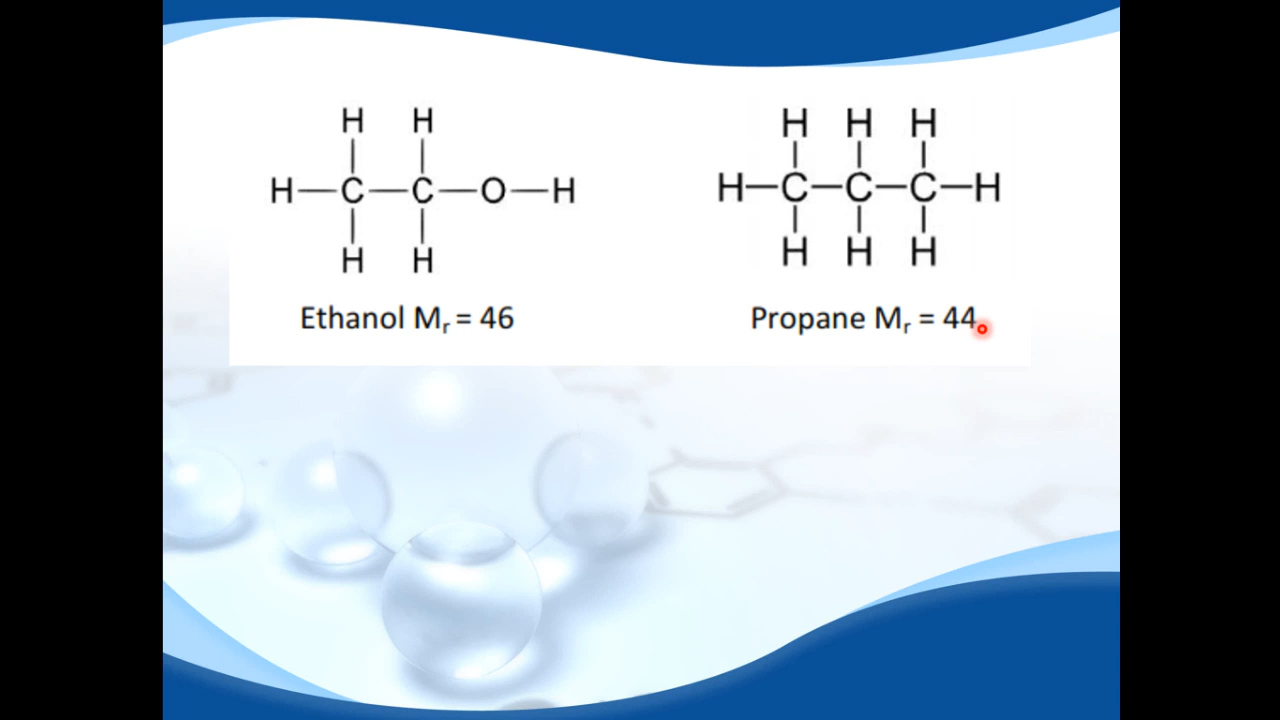 H H
H—C—C—O—H
H H
Ethanol Mr = 46
H H H
H—C—C—C—H
H H H
Propane Mr = 44